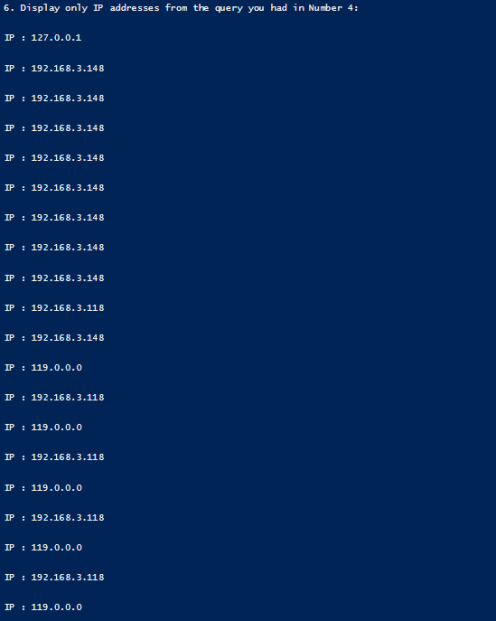 6. Display only IP addresses from the query you had in Number 4:
IP : 127.0.0.1
IP : 192.168.3.148
IP : 192.168.3.148
IP : 192.168.3.148
IP : 192.168.3.148
IP : 192.168.3.148
IP : 192.168.3.148
IP : 192.168.3.148
IP : 192.168.3.148
IP : 192.168.3.118
IP : 192.168.3.148
IP : 119.0.0.0
IP : 192.168.3.118
IP : 119.0.0.0
IP : 192.168.3.118
IP : 119.0.0.0
IP : 192.168.3.118
IP : 119.0.0.0
IP : 192.168.3.118
IP : 119.0.0.0